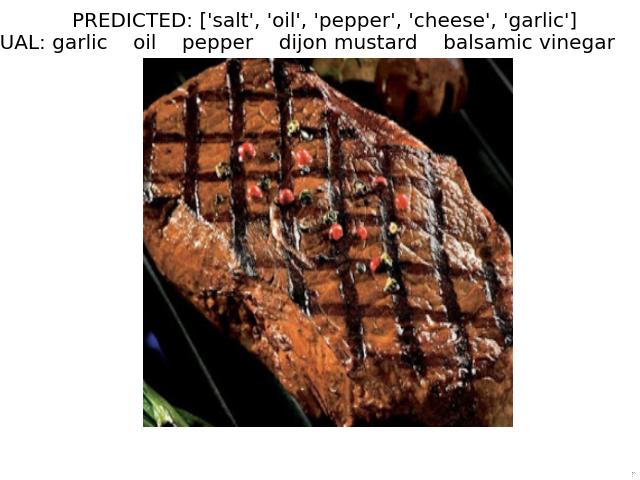 PREDICTED: ['salt', 'oil', 'pepper', 'cheese', 'garlic']
UAL: garlic    oil    pepper    dijon mustard    balsamic vinegar